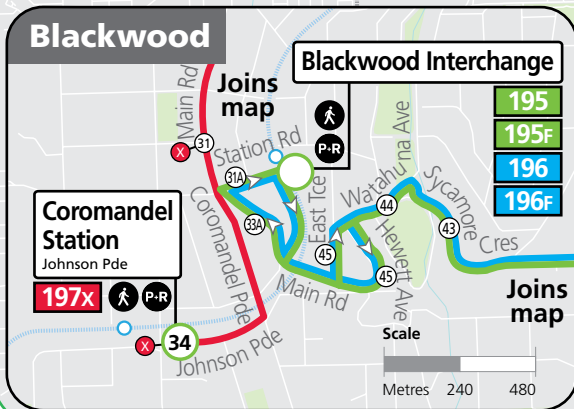 Blackwood
Blackwood Interchange
195
195F
196
196F
Joins
map
Main Rd
X
31
Station Rd
P+R
31A
33A
East Tce
Watahuna Ave
44
Sycamore
Cres
43
Hewett Ave
45
45
Main Rd
Coromandel Pde
Joins
map
Coromandel
Station
Johnson Pde
197X
P+R
X
34
Johnson Pde
Scale
Metres 240 480